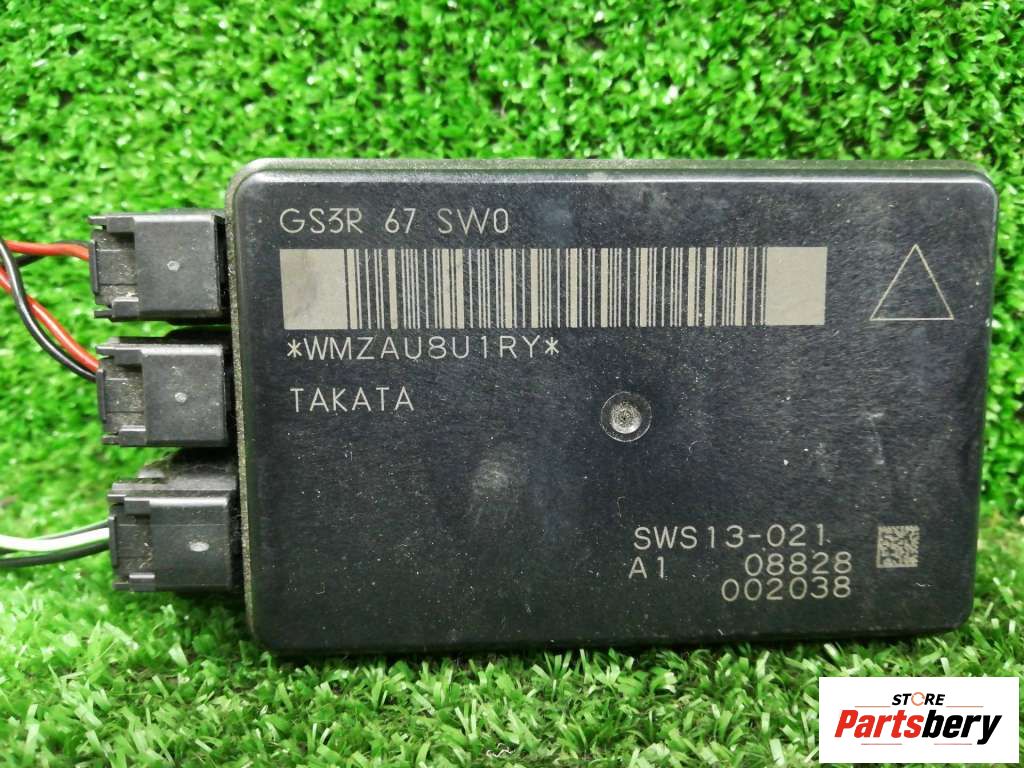 GS3R 67 SW0
*WMZAU8U1RY*
TAKATA
SWS13-021
A1 08828
002038
STORE
Partsbery